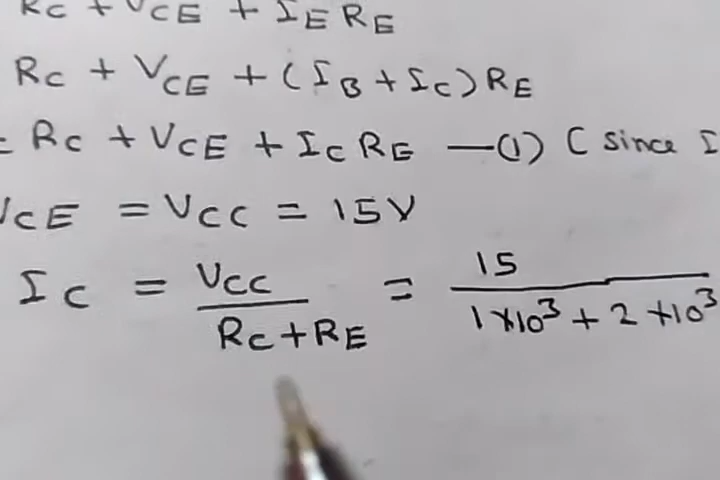 RC + VCE + IE RE
RC + VCE + (IB + IC) RE
= RC + VCE + IC RE —(1) ( since I
VCE = VCC = 15V
IC = VCC / RC + RE = 15 / 1×10³ + 2×10³